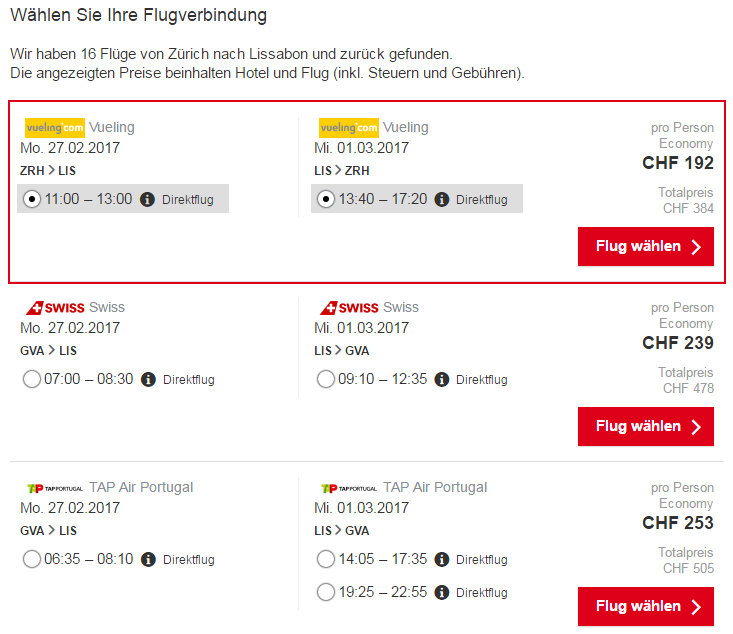 Wählen Sie Ihre Flugverbindung
Wir haben 16 Flüge von Zürich nach Lissabon und zurück gefunden.
Die angezeigten Preise beinhalten Hotel und Flug (inkl. Steuern und Gebühren).
vueling.com Vueling
Mo. 27.02.2017
ZRH > LIS
11:00 – 13:00 i Direktflug
vueling.com Vueling
Mi. 01.03.2017
LIS > ZRH
13:40 – 17:20 i Direktflug
pro Person
Economy
CHF 192
Totalpreis
CHF 384
Flug wählen
SWISS Swiss
Mo. 27.02.2017
GVA > LIS
07:00 – 08:30 i Direktflug
SWISS Swiss
Mi. 01.03.2017
LIS > GVA
09:10 – 12:35 i Direktflug
pro Person
Economy
CHF 239
Totalpreis
CHF 478
Flug wählen
TAP TAP PORTUGAL TAP Air Portugal
Mo. 27.02.2017
GVA > LIS
06:35 – 08:10 i Direktflug
TAP TAP PORTUGAL TAP Air Portugal
Mi. 01.03.2017
LIS > GVA
14:05 – 17:35 i Direktflug
19:25 – 22:55 i Direktflug
pro Person
Economy
CHF 253
Totalpreis
CHF 505
Flug wählen